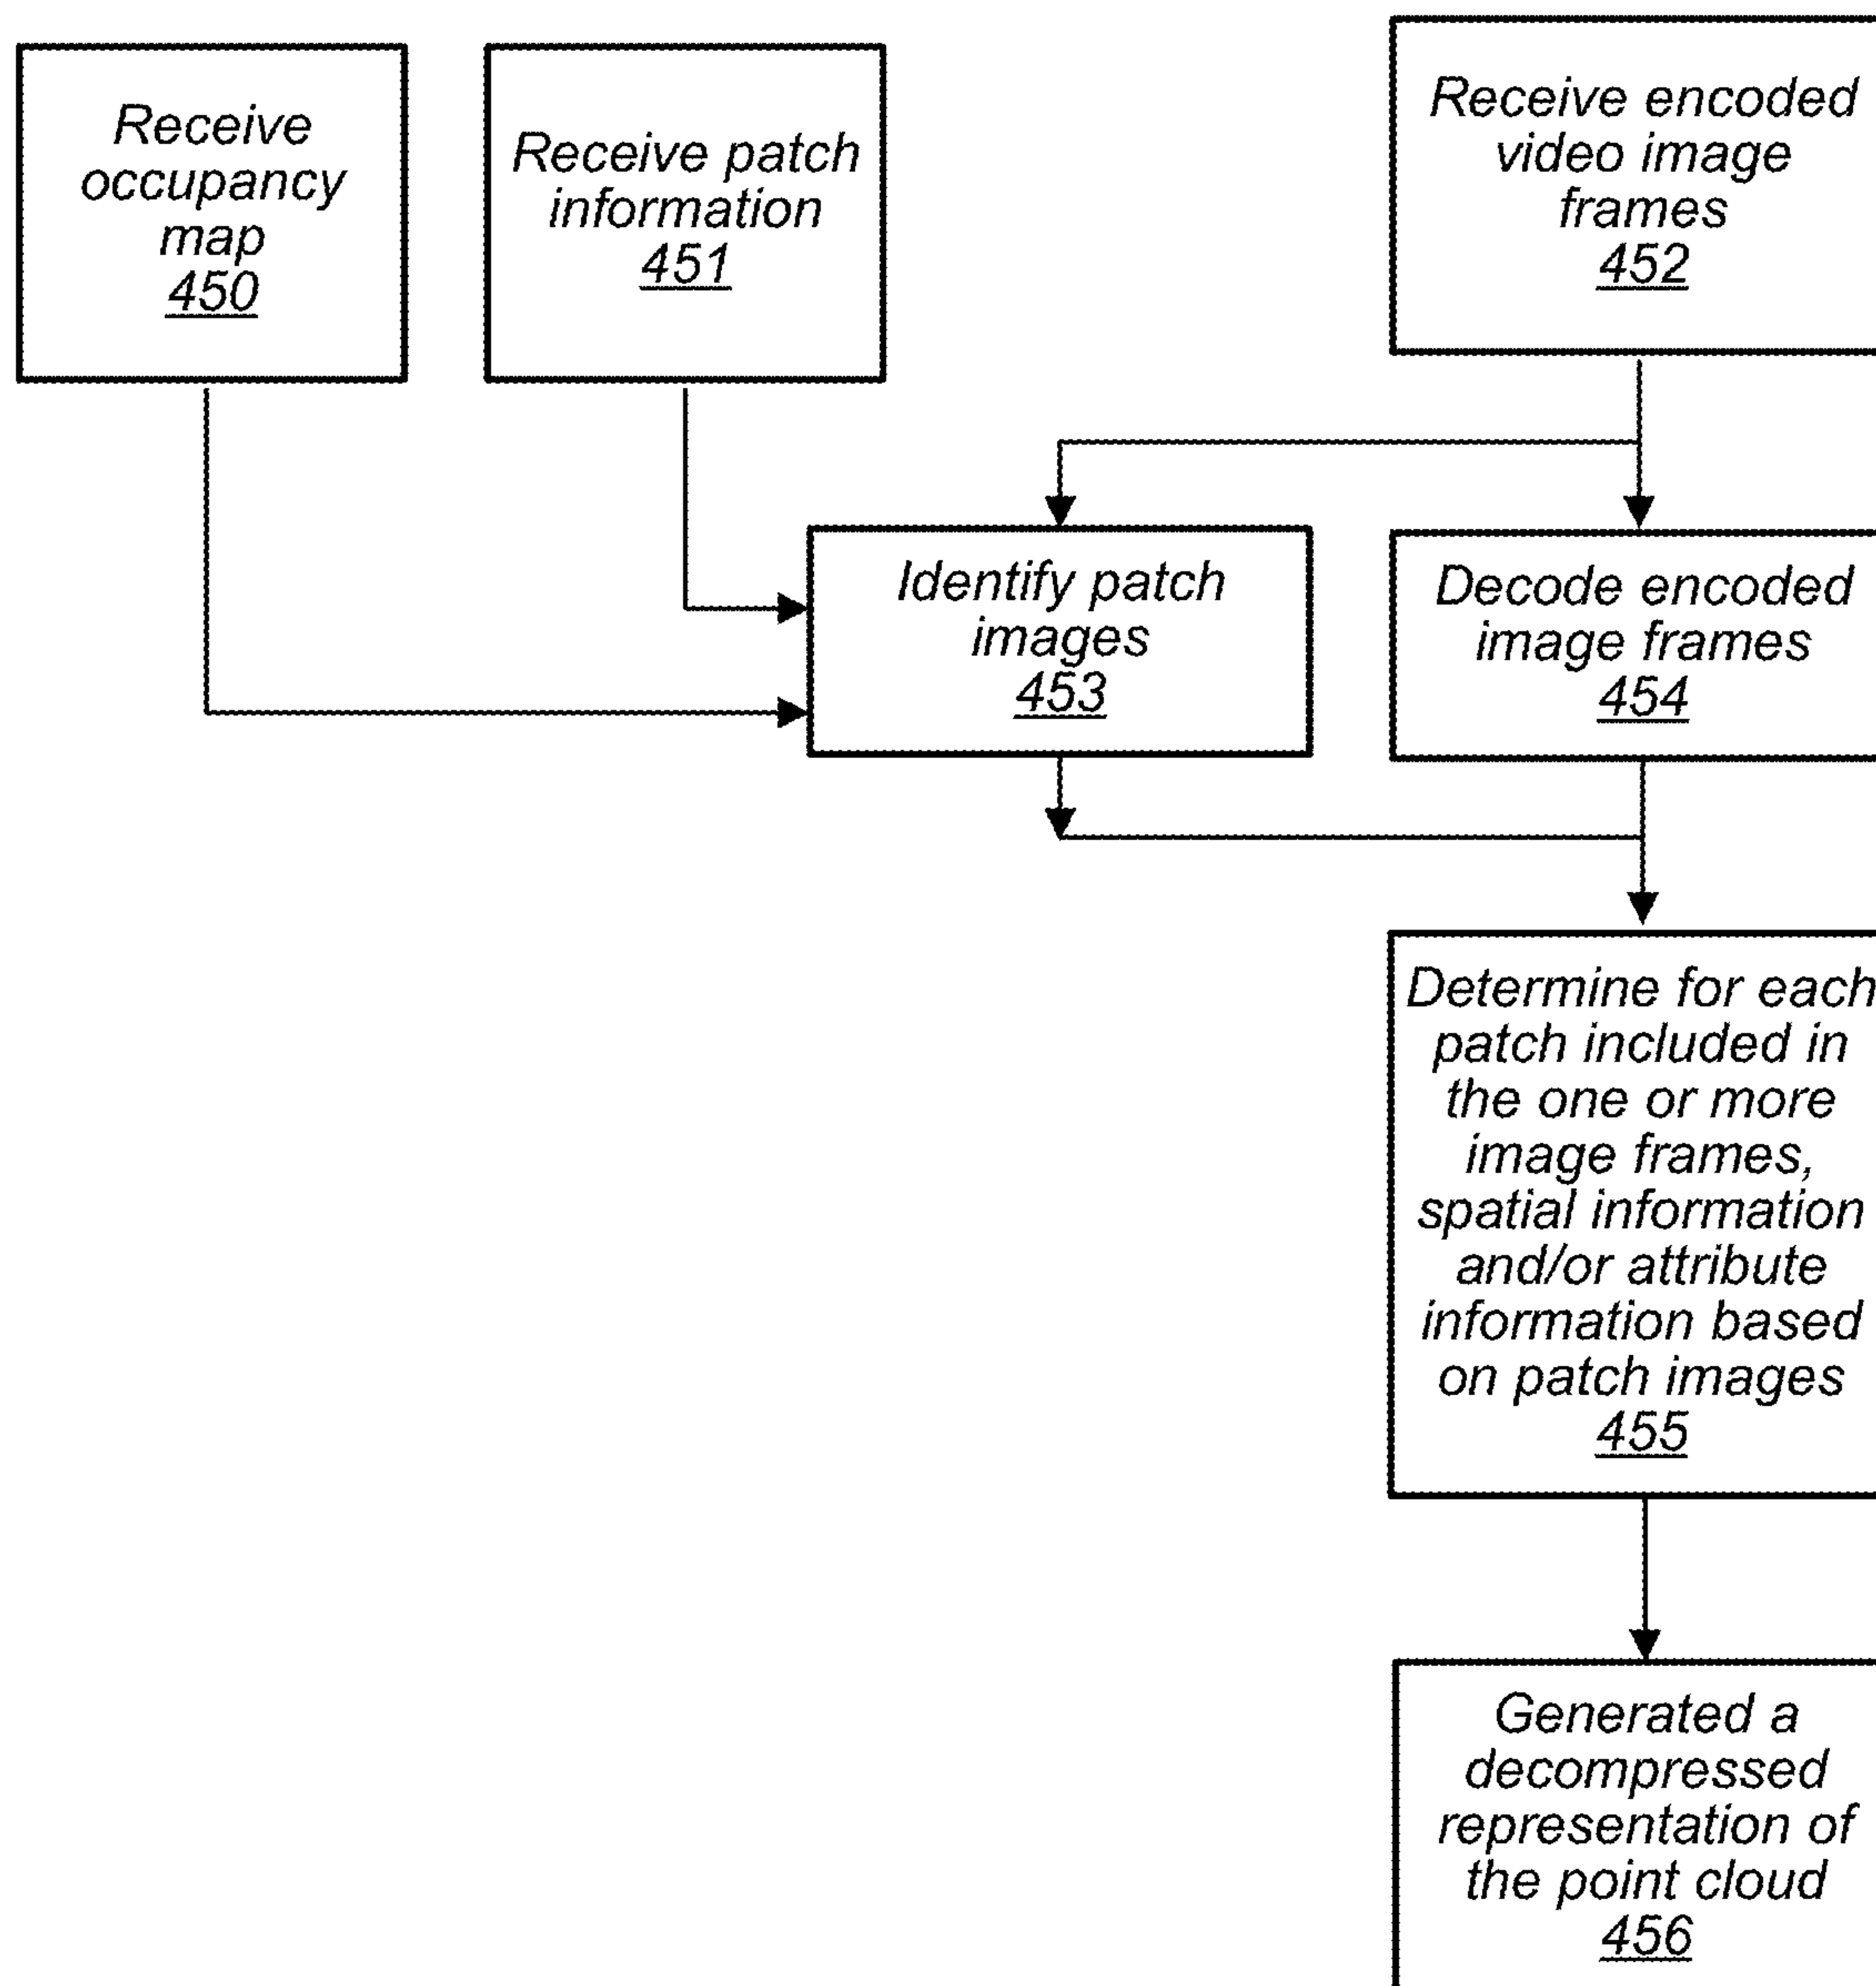 Receive
occupancy
map
450
Receive patch
information
451
Receive encoded
video image
frames
452
Identify patch
images
453
Decode encoded
image frames
454
Determine for each
patch included in
the one or more
image frames,
spatial information
and/or attribute
information based
on patch images
455
Generated a
decompressed
representation of
the point cloud
456